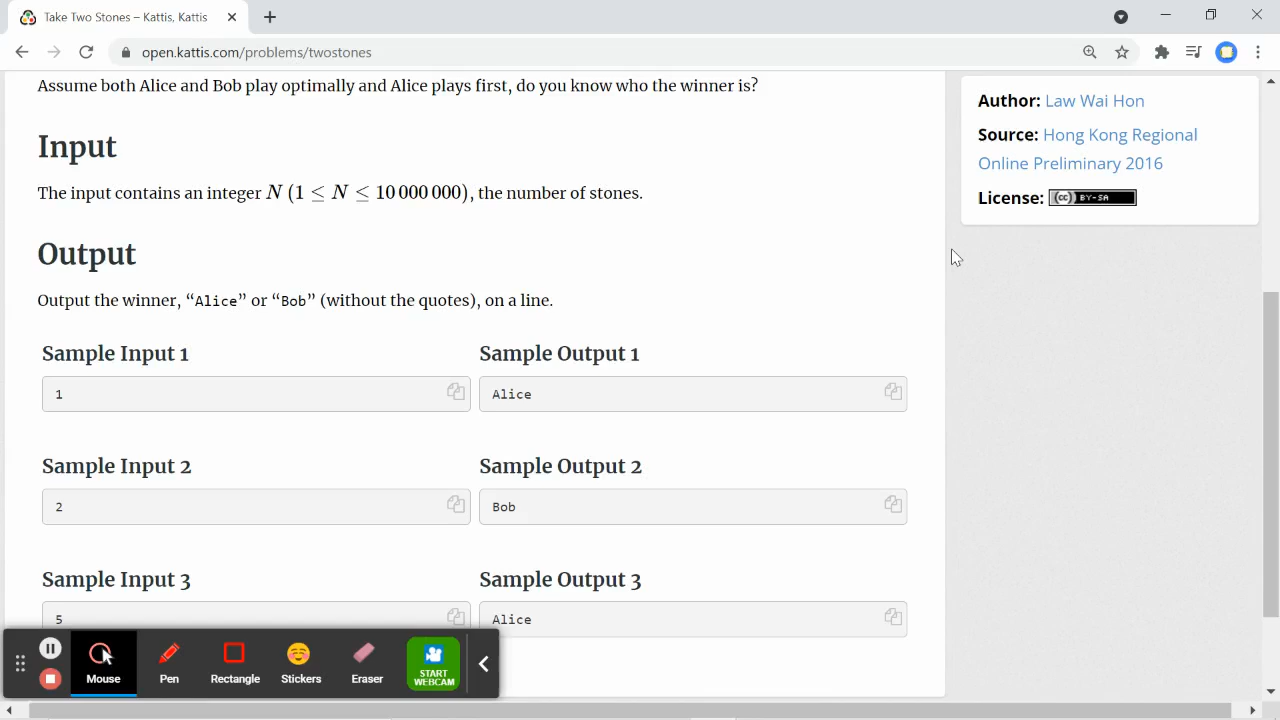 Take Two Stones – Kattis, Kattis
open.kattis.com/problems/twostones
Assume both Alice and Bob play optimally and Alice plays first, do you know who the winner is?
Input
The input contains an integer N (1 ≤ N ≤ 10 000 000), the number of stones.
Output
Output the winner, “Alice” or “Bob” (without the quotes), on a line.
Sample Input 1
Sample Output 1
1
Alice
Sample Input 2
Sample Output 2
2
Bob
Sample Input 3
Sample Output 3
5
Alice
Author: Law Wai Hon
Source: Hong Kong Regional
Online Preliminary 2016
License: (cc) BY-SA
Mouse
Pen
Rectangle
Stickers
Eraser
START
WEBCAM